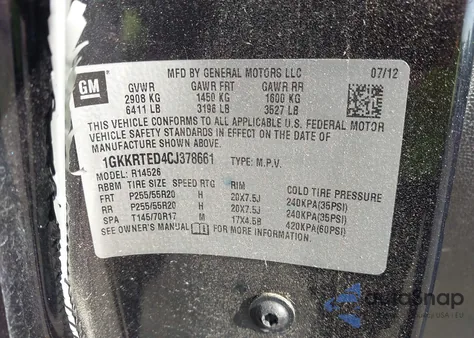 GM
MFD BY GENERAL MOTORS LLC 07/12
GVWR GAWR FRT GAWR RR
2908 KG 1450 KG 1600 KG
6411 LB 3196 LB 3527 LB
THIS VEHICLE CONFORMS TO ALL APPLICABLE U.S. FEDERAL MOTOR
VEHICLE SAFETY STANDARDS IN EFFECT ON THE DATE OF
MANUFACTURE SHOWN ABOVE.
1GKKRTED4CJ378661 TYPE: M.P.V.
MODEL: R14526
RBBM TIRE SIZE SPEED RTG RIM COLD TIRE PRESSURE
FRT P255/55R20 H 20X7.5J 240KPA(35PSI)
RR P255/55R20 H 20X7.5J 240KPA(35PSI)
SPA T145/70R17 M 17X4.5B 420KPA(60PSI)
SEE OWNER'S MANUAL FOR MORE INFORMATION.
autoSnap